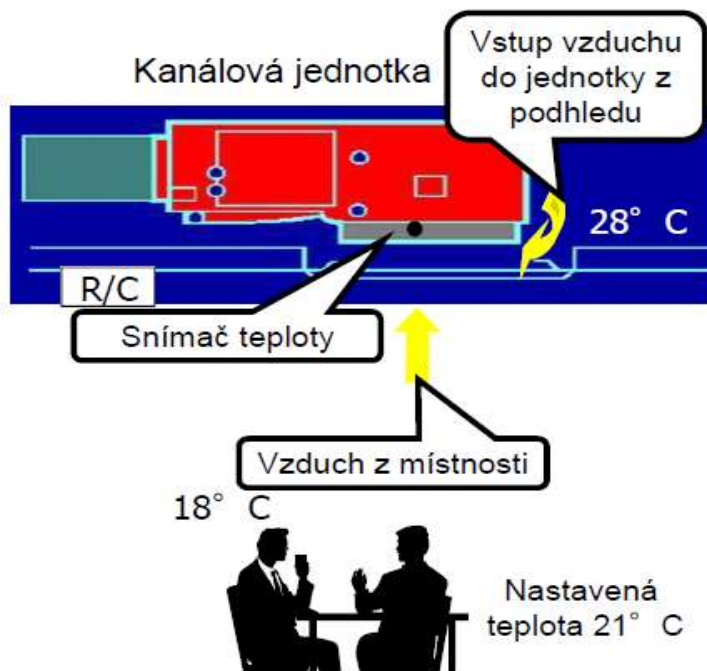 Kanálová jednotka
Vstup vzduchu
do jednotky z
podhledu
28° C
R/C
Snímač teploty
Vzduch z místnosti
18° C
Nastavená
teplota 21° C